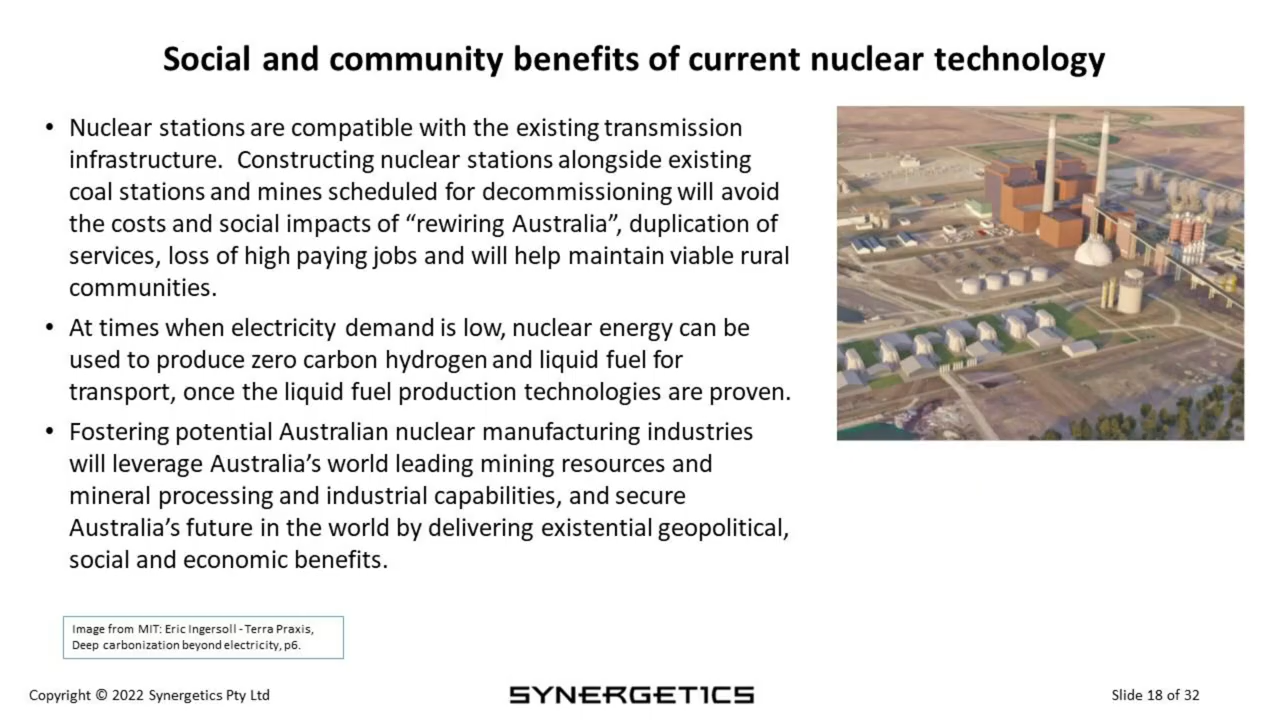 Social and community benefits of current nuclear technology
• Nuclear stations are compatible with the existing transmission
infrastructure.  Constructing nuclear stations alongside existing
coal stations and mines scheduled for decommissioning will avoid
the costs and social impacts of “rewiring Australia”, duplication of
services, loss of high paying jobs and will help maintain viable rural
communities.
• At times when electricity demand is low, nuclear energy can be
used to produce zero carbon hydrogen and liquid fuel for
transport, once the liquid fuel production technologies are proven.
• Fostering potential Australian nuclear manufacturing industries
will leverage Australia’s world leading mining resources and
mineral processing and industrial capabilities, and secure
Australia’s future in the world by delivering existential geopolitical,
social and economic benefits.
Image from MIT: Eric Ingersoll - Terra Praxis,
Deep carbonization beyond electricity, p6.
Copyright © 2022 Synergetics Pty Ltd
SYNERGETICS
Slide 18 of 32